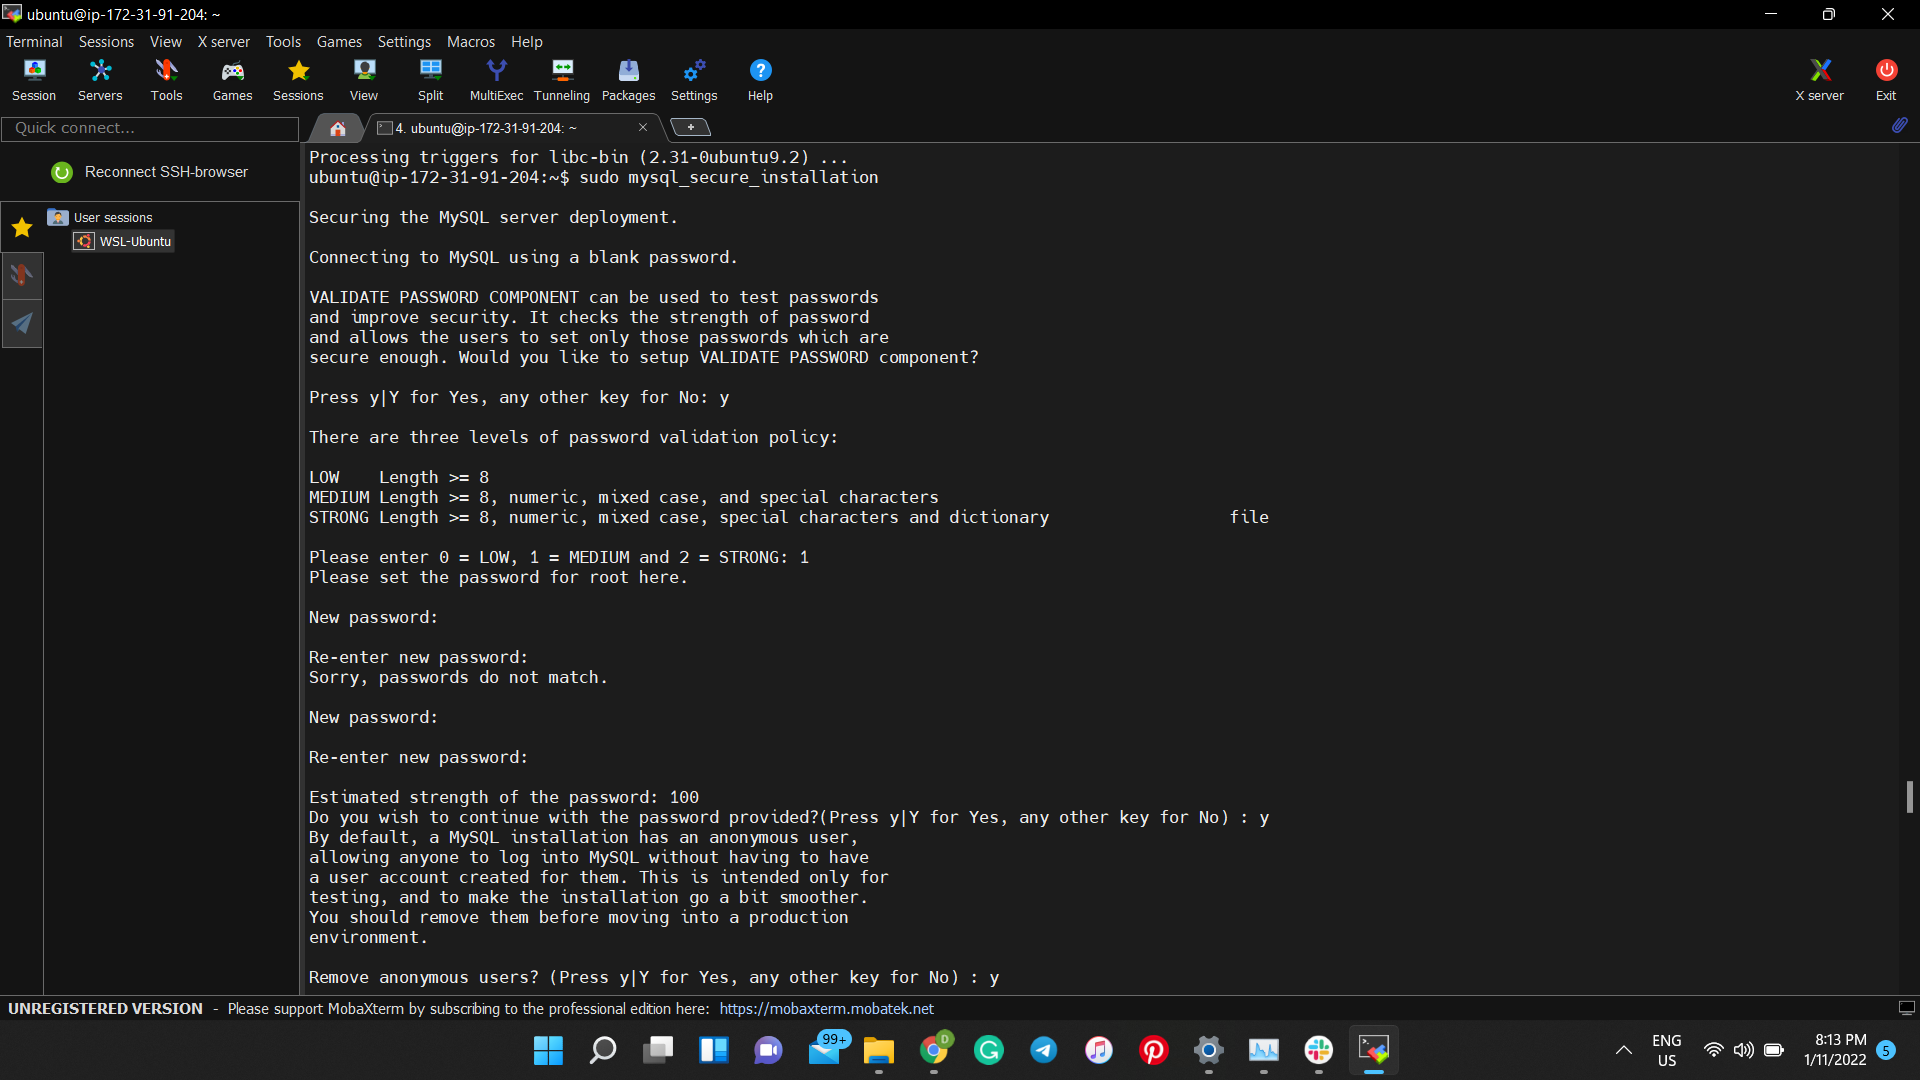 ubuntu@ip-172-31-91-204: ~
Terminal Sessions View X server Tools Games Settings Macros Help
Session Servers Tools Games Sessions View Split MultiExec Tunneling Packages Settings Help X server Exit
Quick connect...
4. ubuntu@ip-172-31-91-204: ~
Reconnect SSH-browser
User sessions
WSL-Ubuntu
Processing triggers for libc-bin (2.31-0ubuntu9.2) ...
ubuntu@ip-172-31-91-204:~$ sudo mysql_secure_installation
Securing the MySQL server deployment.
Connecting to MySQL using a blank password.
VALIDATE PASSWORD COMPONENT can be used to test passwords
and improve security. It checks the strength of password
and allows the users to set only those passwords which are
secure enough. Would you like to setup VALIDATE PASSWORD component?
Press y|Y for Yes, any other key for No: y
There are three levels of password validation policy:
LOW    Length >= 8
MEDIUM Length >= 8, numeric, mixed case, and special characters
STRONG Length >= 8, numeric, mixed case, special characters and dictionary                  file
Please enter 0 = LOW, 1 = MEDIUM and 2 = STRONG: 1
Please set the password for root here.
New password:
Re-enter new password:
Sorry, passwords do not match.
New password:
Re-enter new password:
Estimated strength of the password: 100
Do you wish to continue with the password provided?(Press y|Y for Yes, any other key for No) : y
By default, a MySQL installation has an anonymous user,
allowing anyone to log into MySQL without having to have
a user account created for them. This is intended only for
testing, and to make the installation go a bit smoother.
You should remove them before moving into a production
environment.
Remove anonymous users? (Press y|Y for Yes, any other key for No) : y
UNREGISTERED VERSION - Please support MobaXterm by subscribing to the professional edition here: https://mobaxterm.mobatek.net
99+
D
ENG
US
8:13 PM
1/11/2022
5